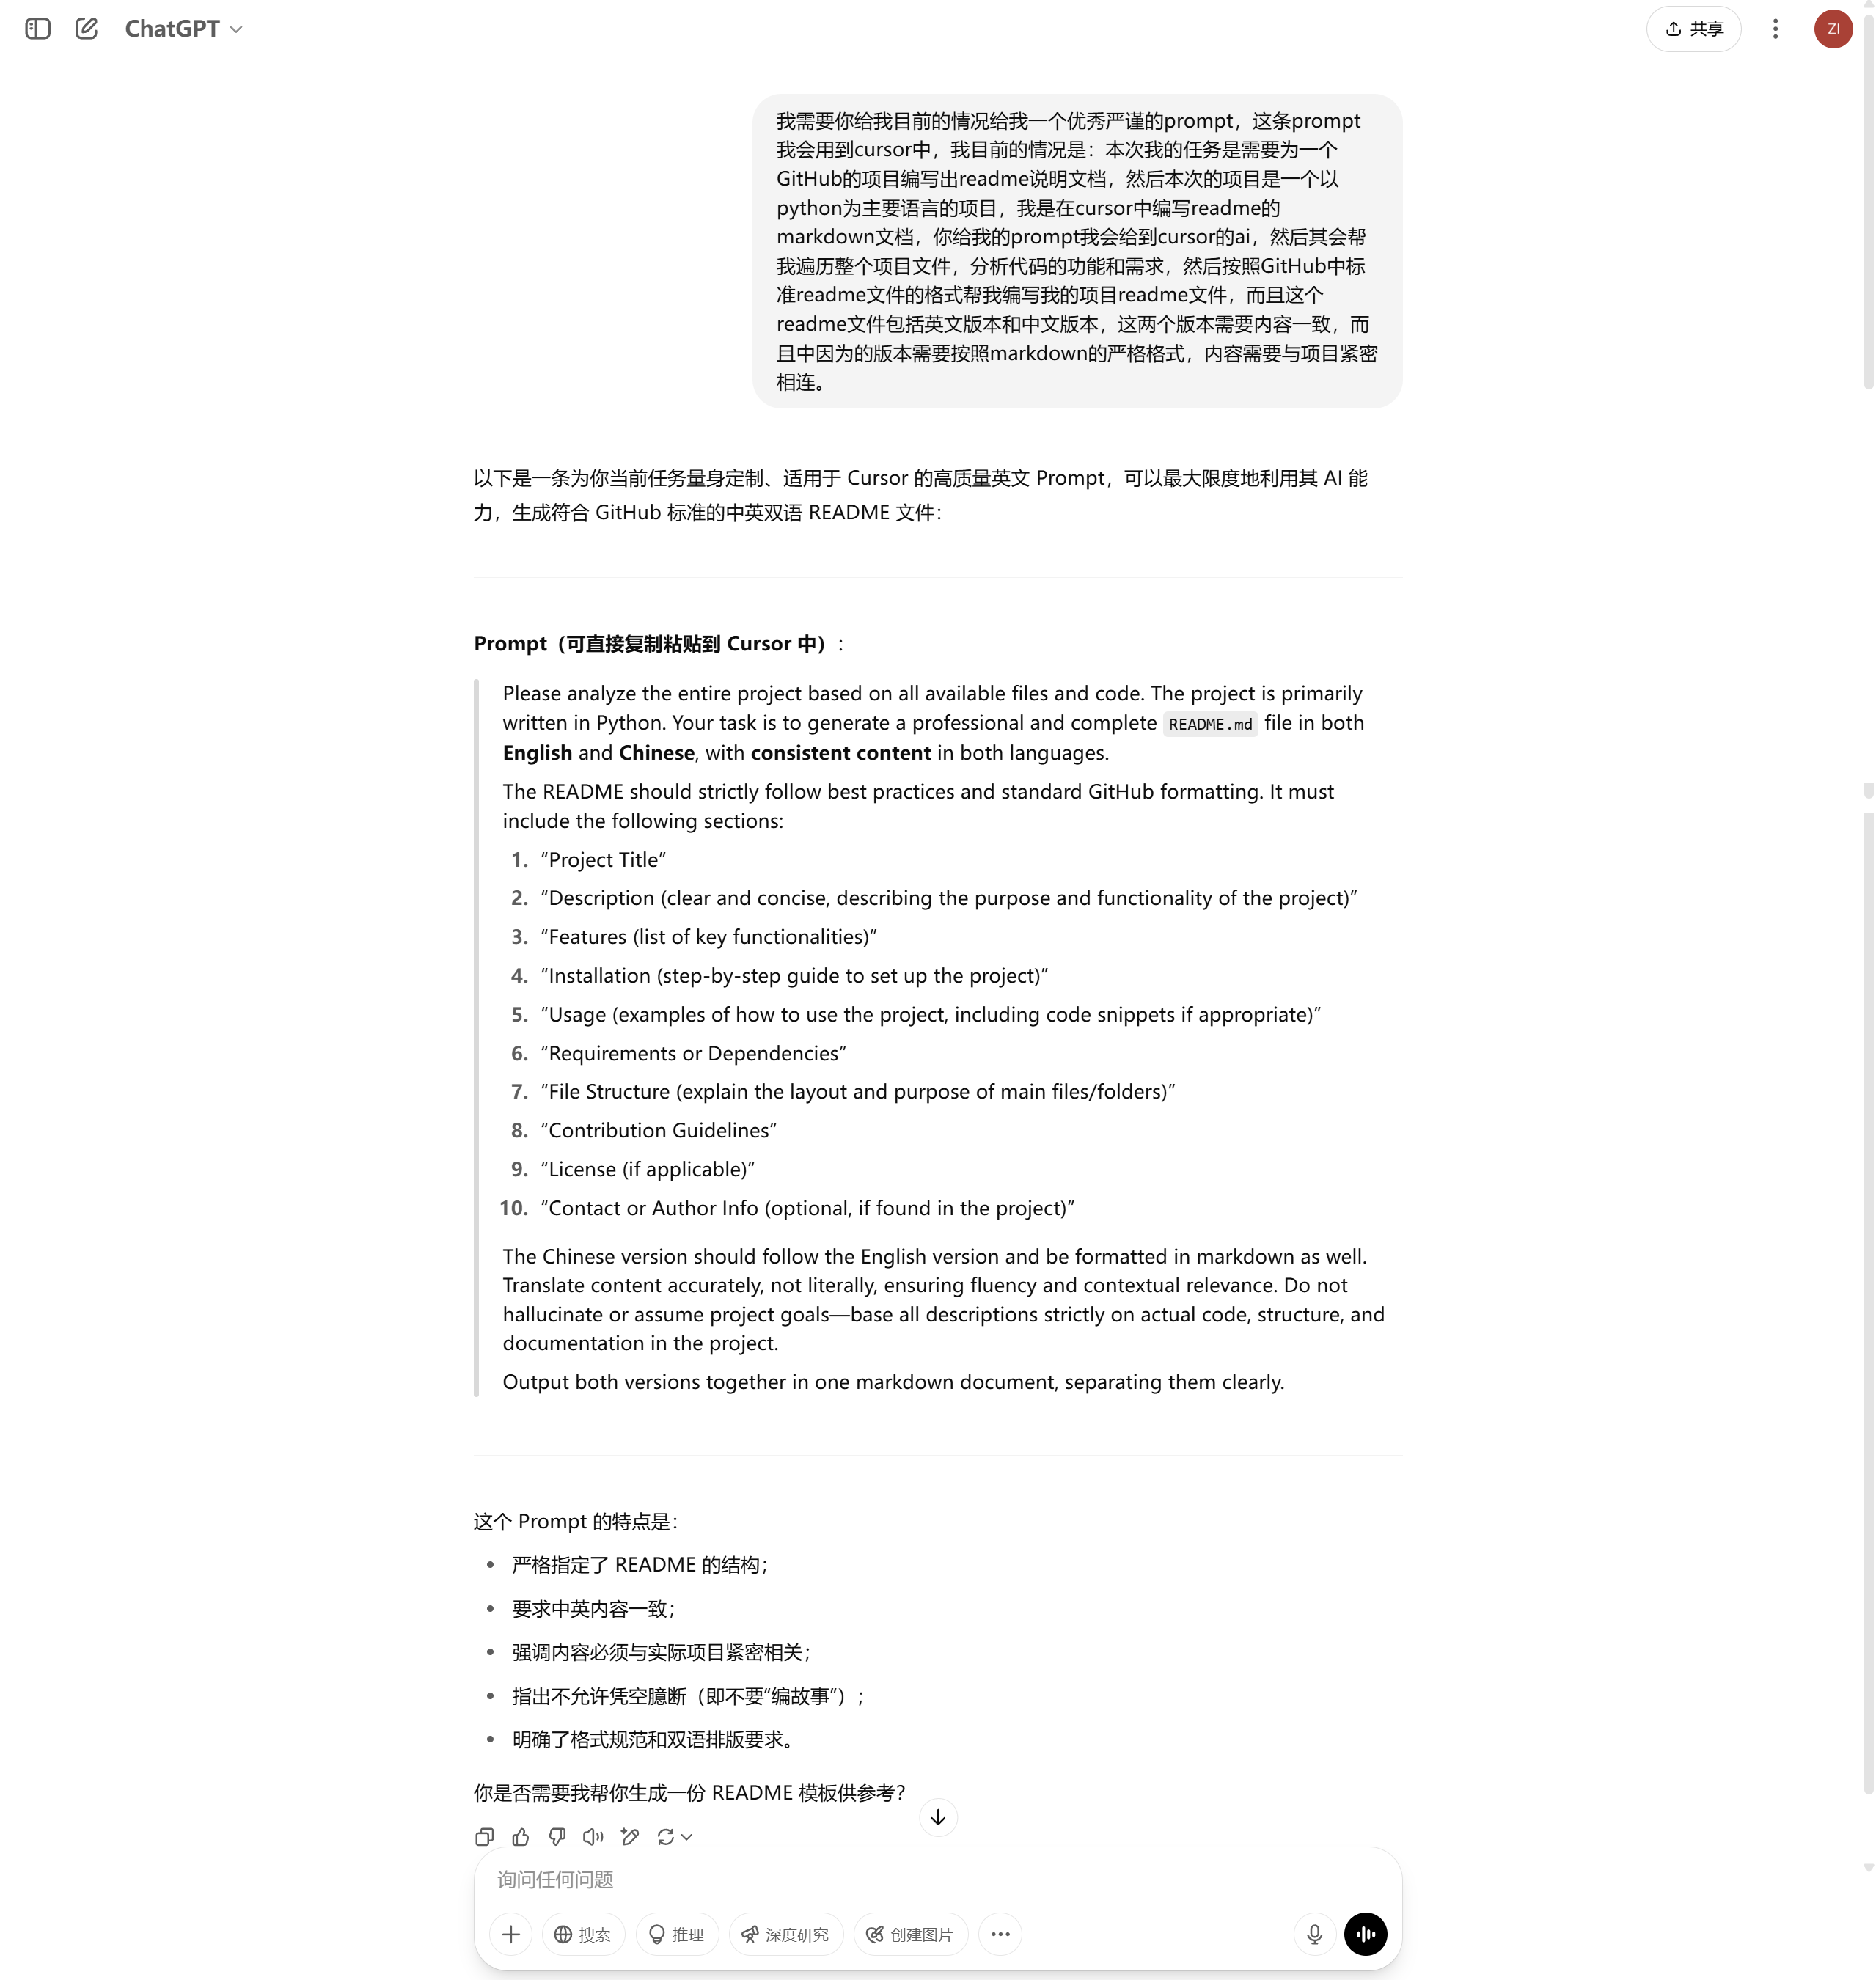 ChatGPT
共享
ZI
我需要你给我目前的情况给我一个优秀严谨的prompt，这条prompt
我会用到cursor中，我目前的情况是：本次我的任务是需要为一个
GitHub的项目编写出readme说明文档，然后本次的项目是一个以
python为主要语言的项目，我是在cursor中编写readme的
markdown文档，你给我的prompt我会给到cursor的ai，然后其会帮
我遍历整个项目文件，分析代码的功能和需求，然后按照GitHub中标
准readme文件的格式帮我编写我的项目readme文件，而且这个
readme文件包括英文版本和中文版本，这两个版本需要内容一致，而
且中因为的版本需要按照markdown的严格格式，内容需要与项目紧密
相连。
以下是一条为你当前任务量身定制、适用于 Cursor 的高质量英文 Prompt，可以最大限度地利用其 AI 能
力，生成符合 GitHub 标准的中英双语 README 文件：
Prompt（可直接复制粘贴到 Cursor 中）：
Please analyze the entire project based on all available files and code. The project is primarily
written in Python. Your task is to generate a professional and complete README.md file in both
English and Chinese, with consistent content in both languages.
The README should strictly follow best practices and standard GitHub formatting. It must
include the following sections:
1. “Project Title”
2. “Description (clear and concise, describing the purpose and functionality of the project)”
3. “Features (list of key functionalities)”
4. “Installation (step-by-step guide to set up the project)”
5. “Usage (examples of how to use the project, including code snippets if appropriate)”
6. “Requirements or Dependencies”
7. “File Structure (explain the layout and purpose of main files/folders)”
8. “Contribution Guidelines”
9. “License (if applicable)”
10. “Contact or Author Info (optional, if found in the project)”
The Chinese version should follow the English version and be formatted in markdown as well.
Translate content accurately, not literally, ensuring fluency and contextual relevance. Do not
hallucinate or assume project goals—base all descriptions strictly on actual code, structure, and
documentation in the project.
Output both versions together in one markdown document, separating them clearly.
这个 Prompt 的特点是：
• 严格指定了 README 的结构；
• 要求中英内容一致；
• 强调内容必须与实际项目紧密相关；
• 指出不允许凭空臆断（即不要“编故事”）；
• 明确了格式规范和双语排版要求。
你是否需要我帮你生成一份 README 模板供参考？
询问任何问题
搜索
推理
深度研究
创建图片